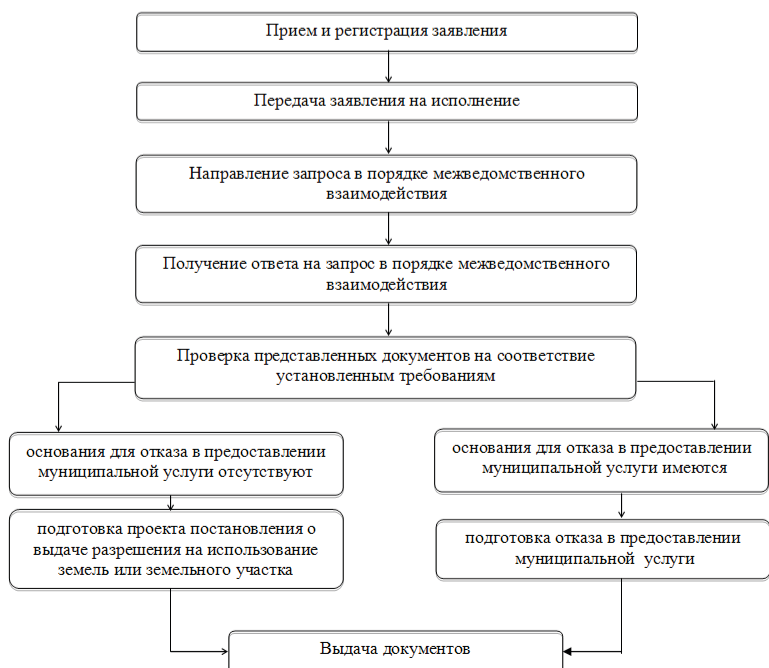 Прием и регистрация заявления
Передача заявления на исполнение
Направление запроса в порядке межведомственного
взаимодействия
Получение ответа на запрос в порядке межведомственного
взаимодействия
Проверка представленных документов на соответствие
установленным требованиям
основания для отказа в предоставлении
муниципальной услуги отсутствуют
основания для отказа в предоставлении
муниципальной услуги имеются
подготовка проекта постановления о
выдаче разрешения на использование
земель или земельного участка
подготовка отказа в предоставлении
муниципальной услуги
Выдача документов